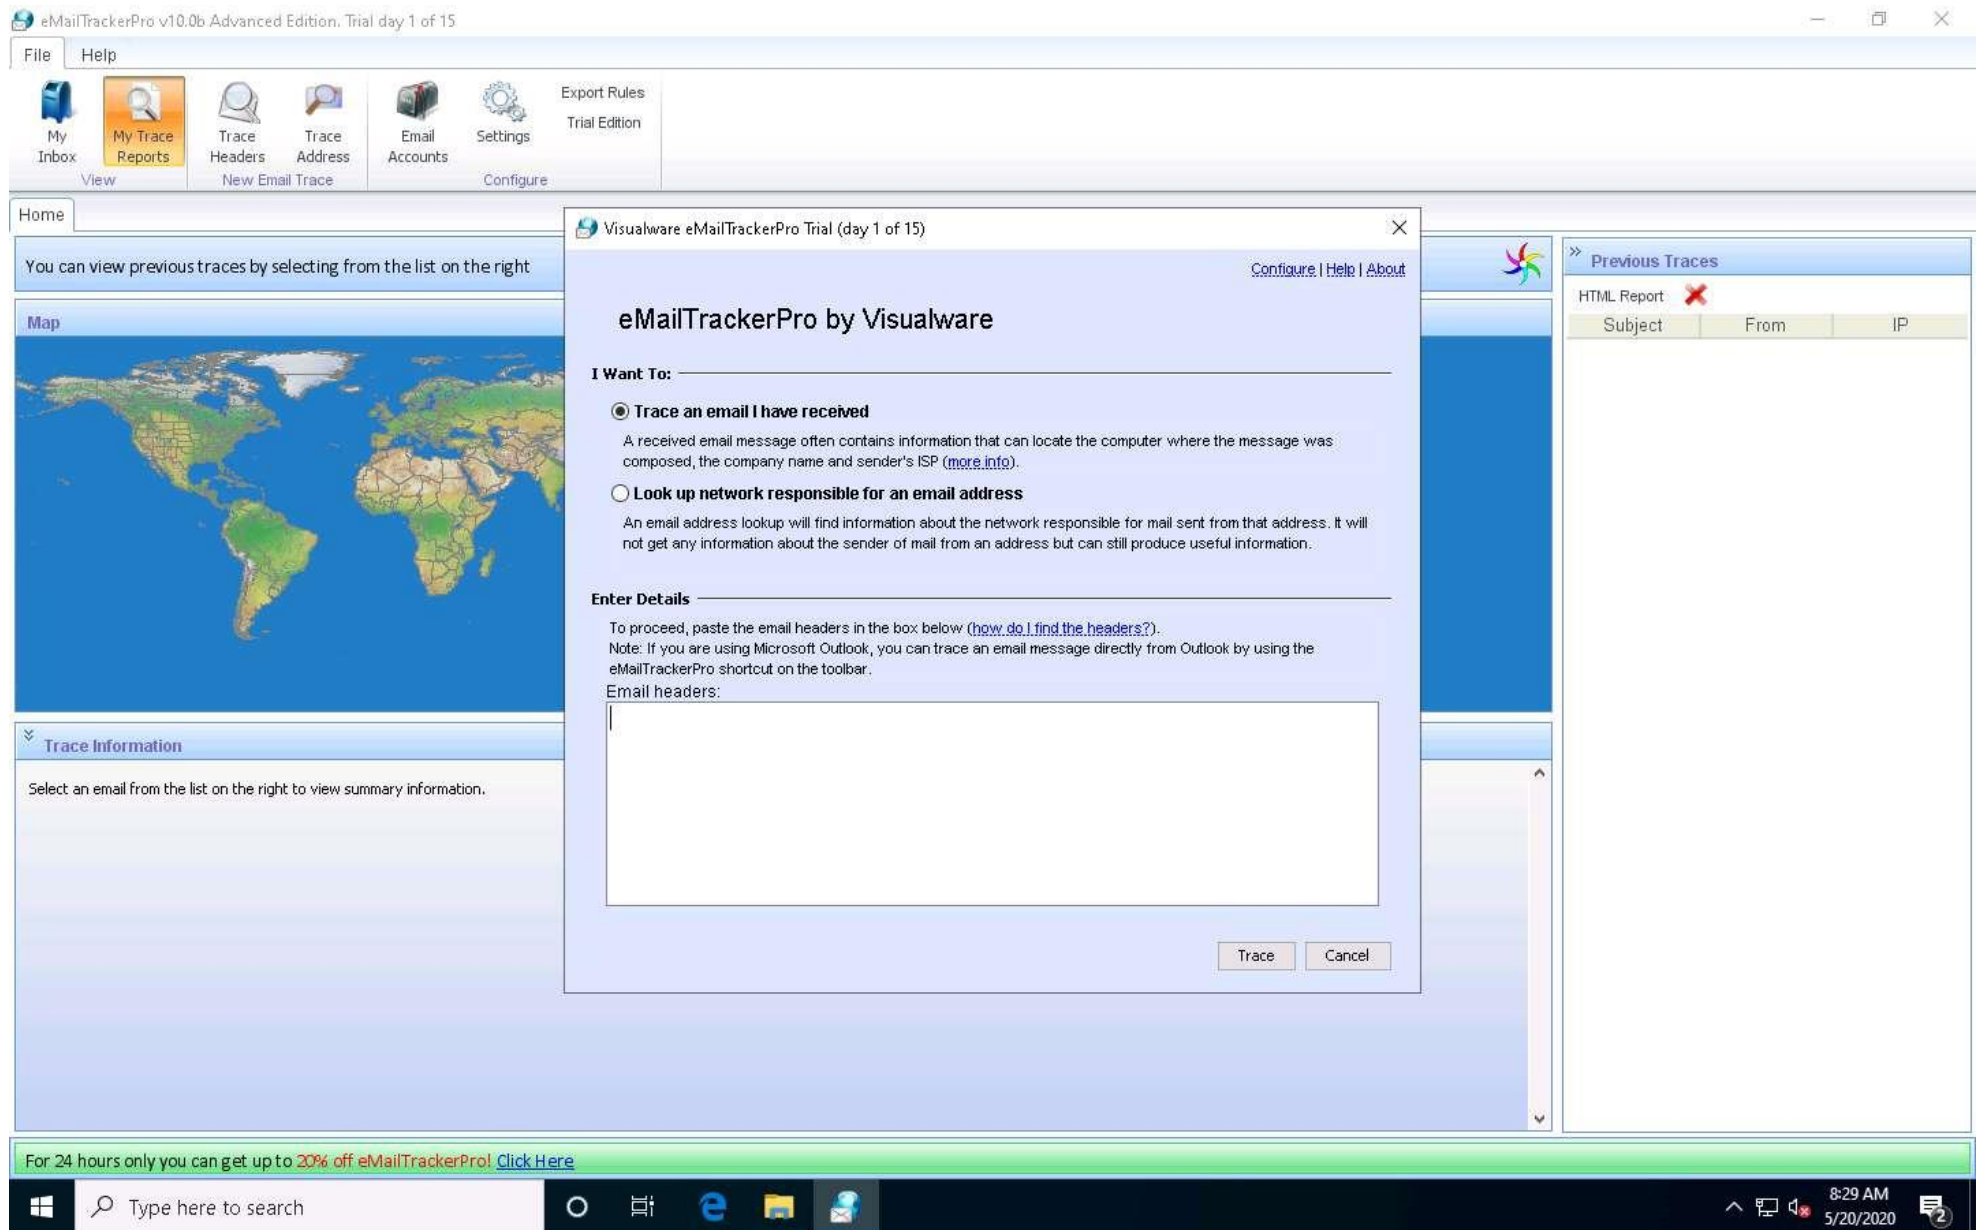 eMailTrackerPro v10.0b Advanced Edition. Trial day 1 of 15
File Help
My Inbox
My Trace Reports
Trace Headers
Trace Address
Email Accounts
Settings
Export Rules
Trial Edition
View
New Email Trace
Configure
Home
You can view previous traces by selecting from the list on the right
Map
Trace Information
Select an email from the list on the right to view summary information.
Visualware eMailTrackerPro Trial (day 1 of 15)
Configure | Help | About
eMailTrackerPro by Visualware
I Want To:
Trace an email I have received
A received email message often contains information that can locate the computer where the message was
composed, the company name and sender's ISP (more info).
Look up network responsible for an email address
An email address lookup will find information about the network responsible for mail sent from that address. It will
not get any information about the sender of mail from an address but can still produce useful information.
Enter Details
To proceed, paste the email headers in the box below (how do I find the headers?).
Note: If you are using Microsoft Outlook, you can trace an email message directly from Outlook by using the
eMailTrackerPro shortcut on the toolbar.
Email headers:
Trace Cancel
Previous Traces
HTML Report
Subject From IP
For 24 hours only you can get up to 20% off eMailTrackerPro! Click Here
Type here to search
8:29 AM
5/20/2020
2